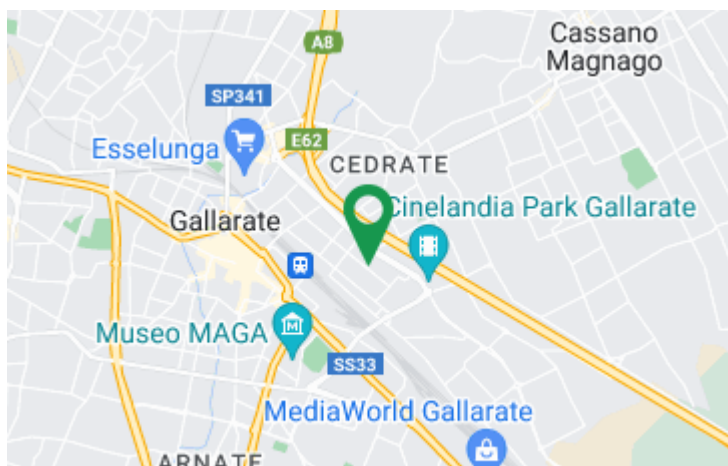 Cassano
Magnago
A8
SP341
E62
Esselunga
CEDRATE
Cinelandia Park Gallarate
Gallarate
Museo MAGA
M
SS33
MediaWorld Gallarate
ARNATE